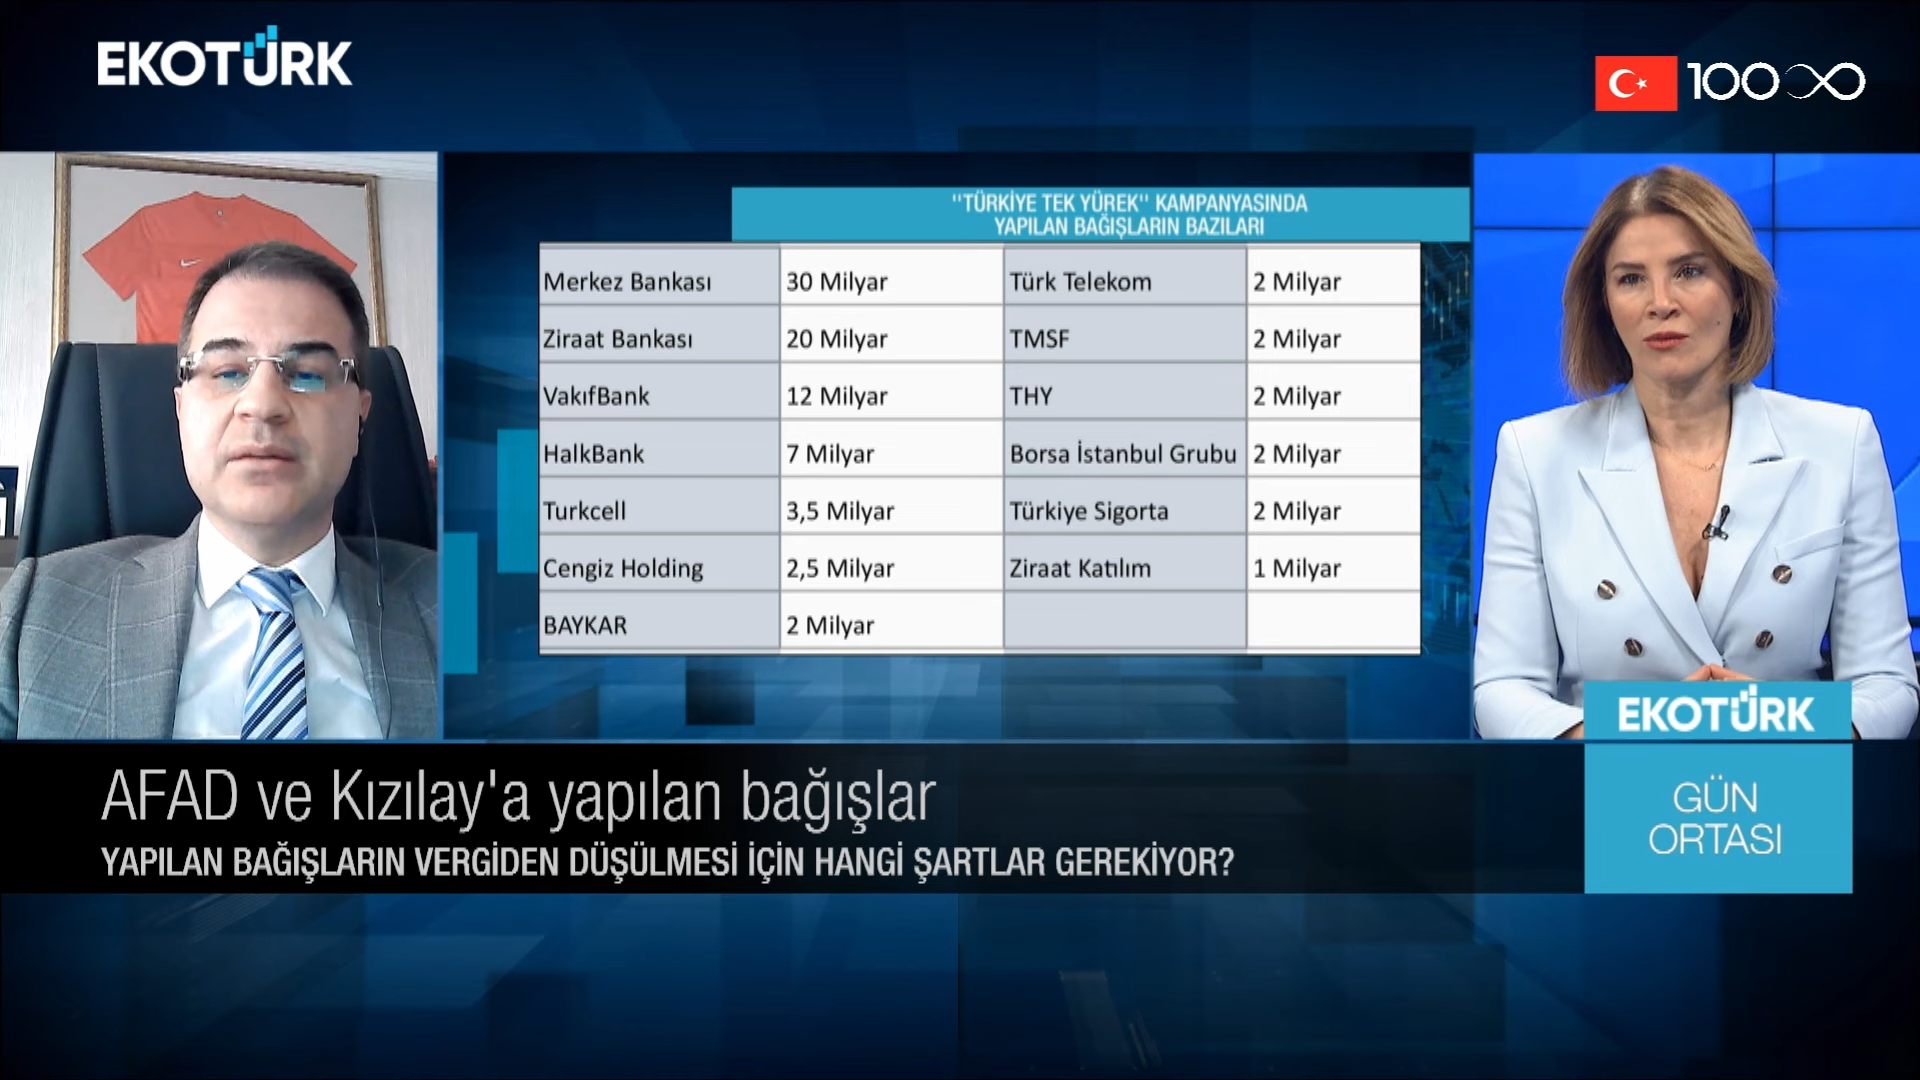 EKOTÜRK
100
"TÜRKİYE TEK YÜREK" KAMPANYASINDA
YAPILAN BAĞIŞLARIN BAZILARI
Merkez Bankası 30 Milyar Türk Telekom 2 Milyar
Ziraat Bankası 20 Milyar TMSF 2 Milyar
VakıfBank 12 Milyar THY 2 Milyar
HalkBank 7 Milyar Borsa İstanbul Grubu 2 Milyar
Turkcell 3,5 Milyar Türkiye Sigorta 2 Milyar
Cengiz Holding 2,5 Milyar Ziraat Katılım 1 Milyar
BAYKAR 2 Milyar
EKOTÜRK
AFAD ve Kızılay'a yapılan bağışlar
YAPILAN BAĞIŞLARIN VERGİDEN DÜŞÜLMESİ İÇİN HANGİ ŞARTLAR GEREKİYOR?
GÜN
ORTASI